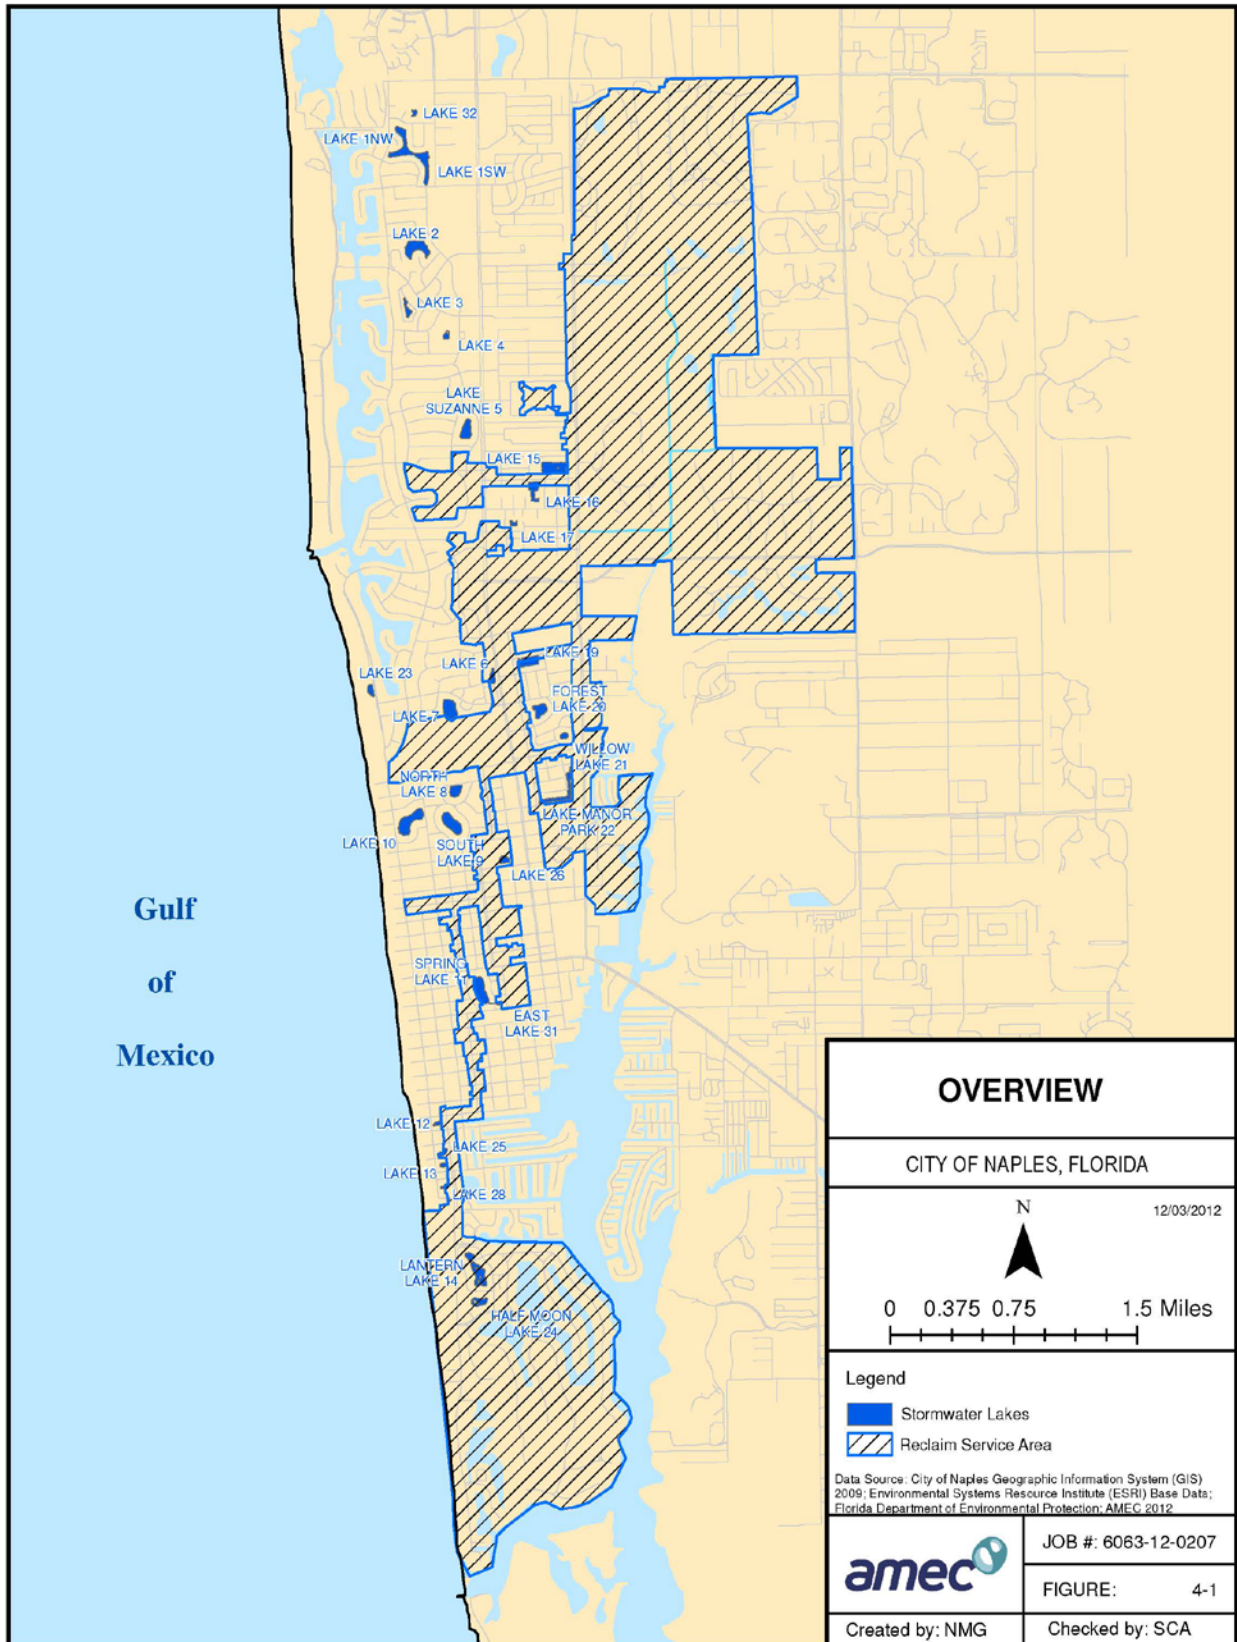 LAKE 32
LAKE 1NW
LAKE 1SW
LAKE 2
LAKE 3
LAKE 4
LAKE
SUZANNE 5
LAKE 15
LAKE 16
LAKE 17
LAKE 19
LAKE 6
LAKE 23
FOREST
LAKE 20
LAKE 7
WILLOW
LAKE 21
NORTH
LAKE 8
LAKE MANOR
PARK 22
LAKE 10
SOUTH
LAKE 9
LAKE 26
Gulf
of
Mexico
SPRING
LAKE 11
EAST
LAKE 31
LAKE 12
LAKE 25
LAKE 13
LAKE 28
LANTERN
LAKE 14
HALF MOON
LAKE 24
OVERVIEW
CITY OF NAPLES, FLORIDA
N
12/03/2012
0 0.375 0.75 1.5 Miles
Legend
Stormwater Lakes
Reclaim Service Area
Data Source: City of Naples Geographic Information System (GIS)
2009; Environmental Systems Resource Institute (ESRI) Base Data;
Florida Department of Environmental Protection; AMEC 2012
amec
JOB #: 6063-12-0207
FIGURE: 4-1
Created by: NMG
Checked by: SCA